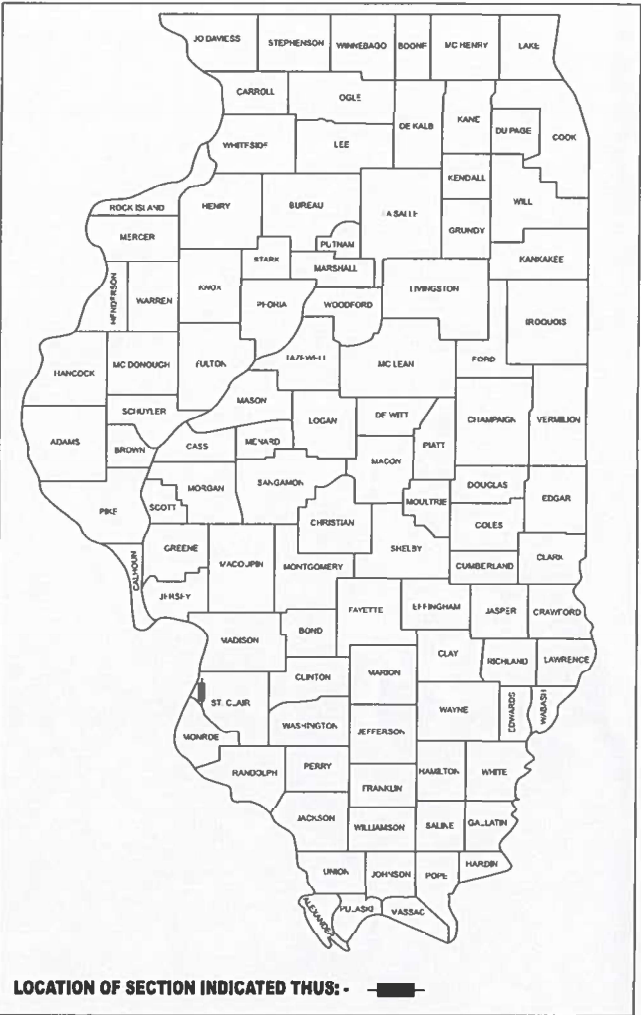 JO DAVIESS STEPHENSON WINNEBAGO BOONE MC HENRY LAKE
CARROLL OGLE DE KALB KANE DU PAGE COOK
WHITESIDE LEE
KENDALL
ROCK ISLAND HENRY BUREAU LA SALLE WILL
MERCER PUTNAM GRUNDY
STARK MARSHALL KANKAKEE
HENDERSON WARREN KNOX PEORIA WOODFORD LIVINGSTON IROQUOIS
HANCOCK MC DONOUGH FULTON TAZEWELL MC LEAN FORD
SCHUYLER MASON LOGAN DE WITT CHAMPAIGN VERMILION
ADAMS BROWN CASS MENARD PIATT
MACON
PIKE SCOTT MORGAN SANGAMON MOULTRIE DOUGLAS EDGAR
CHRISTIAN COLES
CALHOUN GREENE MACOUPIN MONTGOMERY SHELBY CUMBERLAND CLARK
JERSEY FAYETTE EFFINGHAM JASPER CRAWFORD
MADISON BOND CLAY RICHLAND LAWRENCE
CLINTON MARION
ST. CLAIR WAYNE EDWARDS WABASH
MONROE WASHINGTON JEFFERSON
RANDOLPH PERRY HAMILTON WHITE
FRANKLIN
JACKSON WILLIAMSON SALINE GALLATIN
UNION JOHNSON POPE HARDIN
ALEXANDER PULASKI MASSAC
LOCATION OF SECTION INDICATED THUS: -